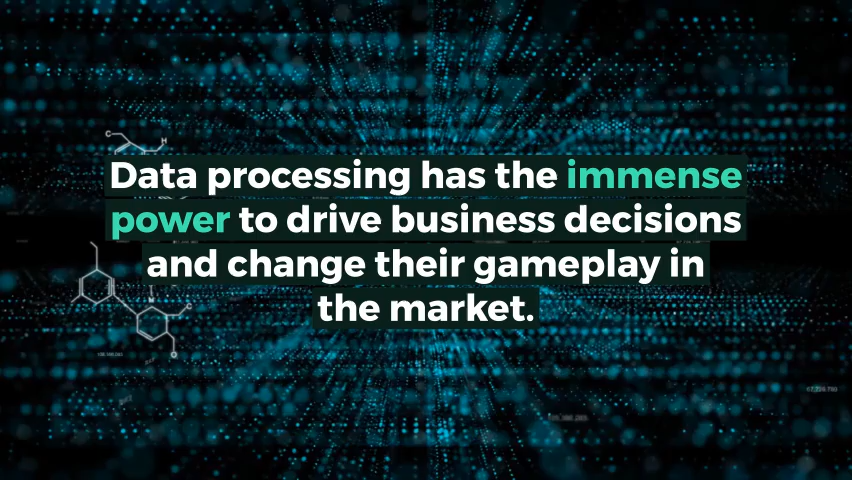 C
H
Data processing has the immense
power to drive business decisions
and change their gameplay in
the market.
N
C
O